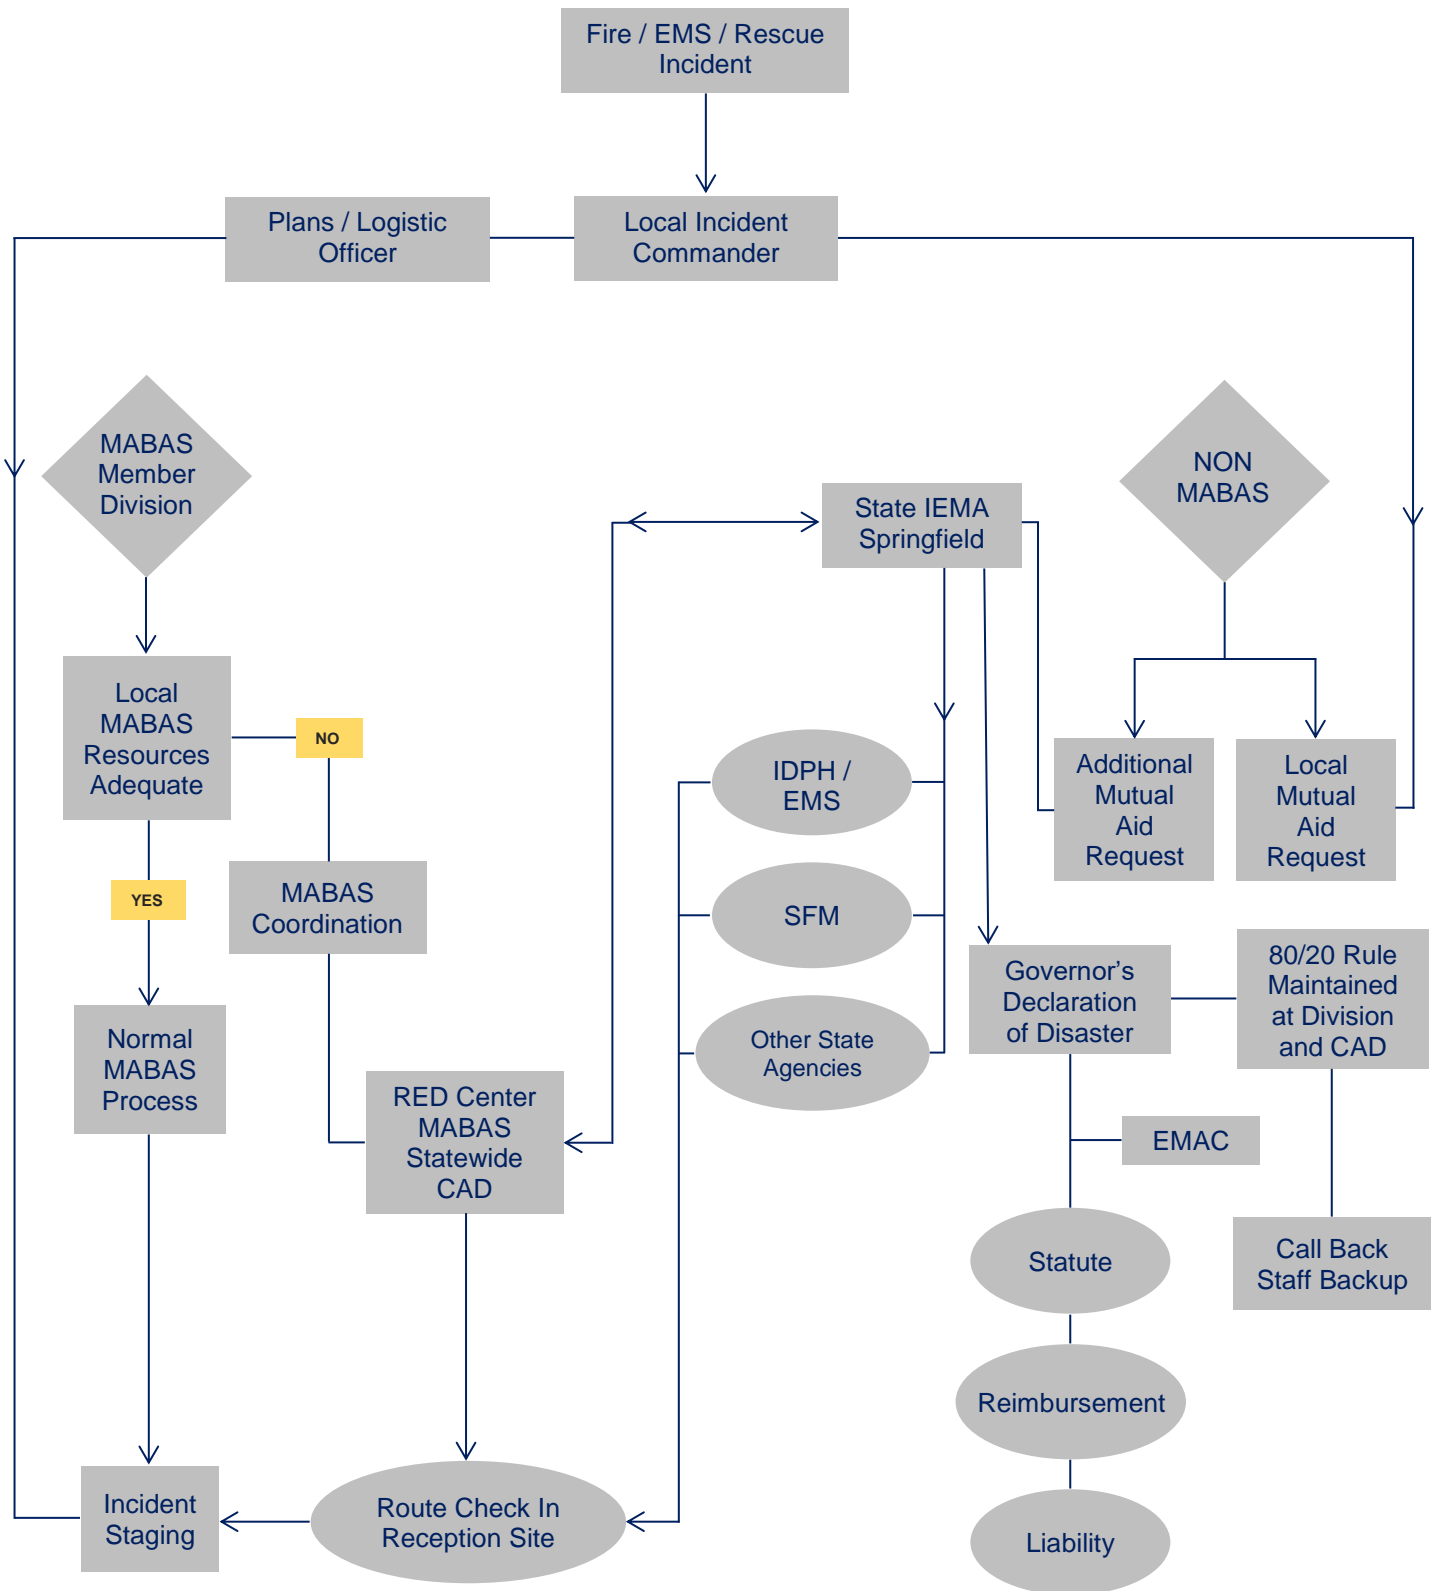 Fire / EMS / Rescue
Incident
Plans / Logistic
Officer
Local Incident
Commander
MABAS
Member
Division
NON
MABAS
State IEMA
Springfield
Local
MABAS
Resources
Adequate
NO
YES
IDPH /
EMS
Additional
Mutual
Aid
Request
Local
Mutual
Aid
Request
MABAS
Coordination
SFM
Normal
MABAS
Process
Other State
Agencies
Governor’s
Declaration
of Disaster
80/20 Rule
Maintained
at Division
and CAD
RED Center
MABAS
Statewide
CAD
EMAC
Statute
Call Back
Staff Backup
Reimbursement
Incident
Staging
Route Check In
Reception Site
Liability